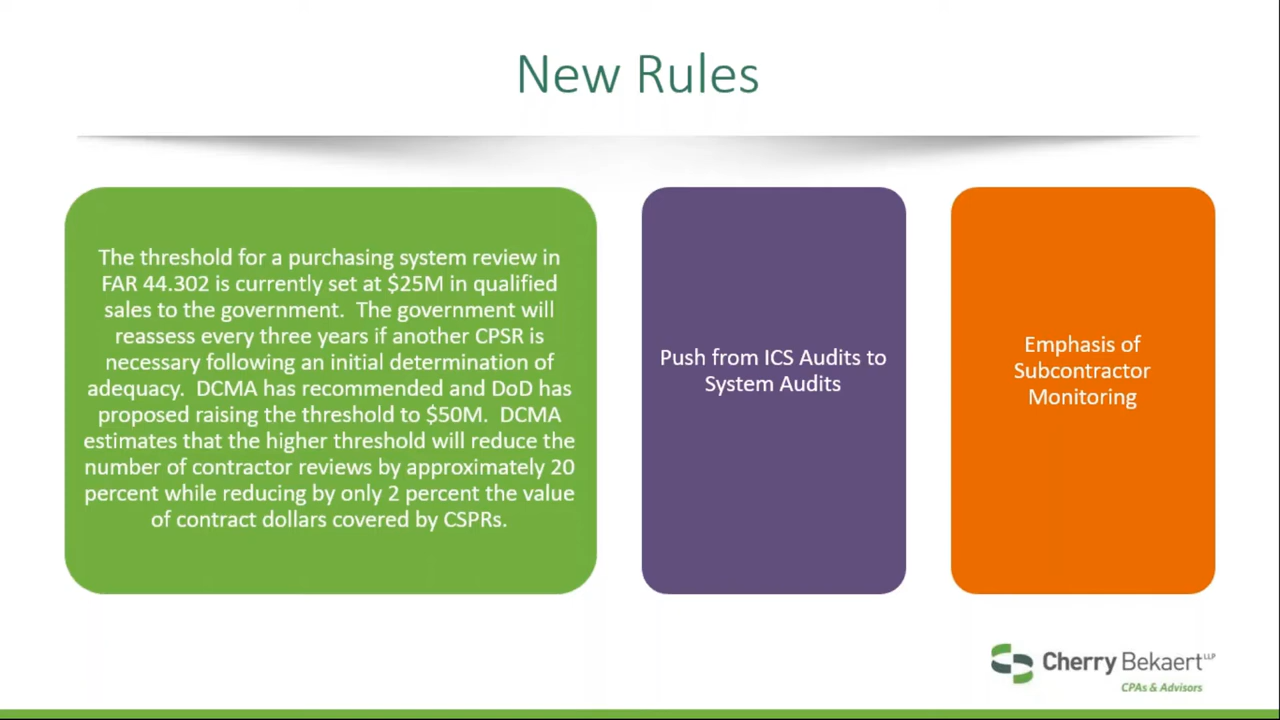 New Rules
The threshold for a purchasing system review in
FAR 44.302 is currently set at $25M in qualified
sales to the government.  The government will
reassess every three years if another CPSR is
necessary following an initial determination of
adequacy.  DCMA has recommended and DoD has
proposed raising the threshold to $50M.  DCMA
estimates that the higher threshold will reduce the
number of contractor reviews by approximately 20
percent while reducing by only 2 percent the value
of contract dollars covered by CSPRs.
Push from ICS Audits to
System Audits
Emphasis of
Subcontractor
Monitoring
Cherry Bekaert LLP
CPAs & Advisors